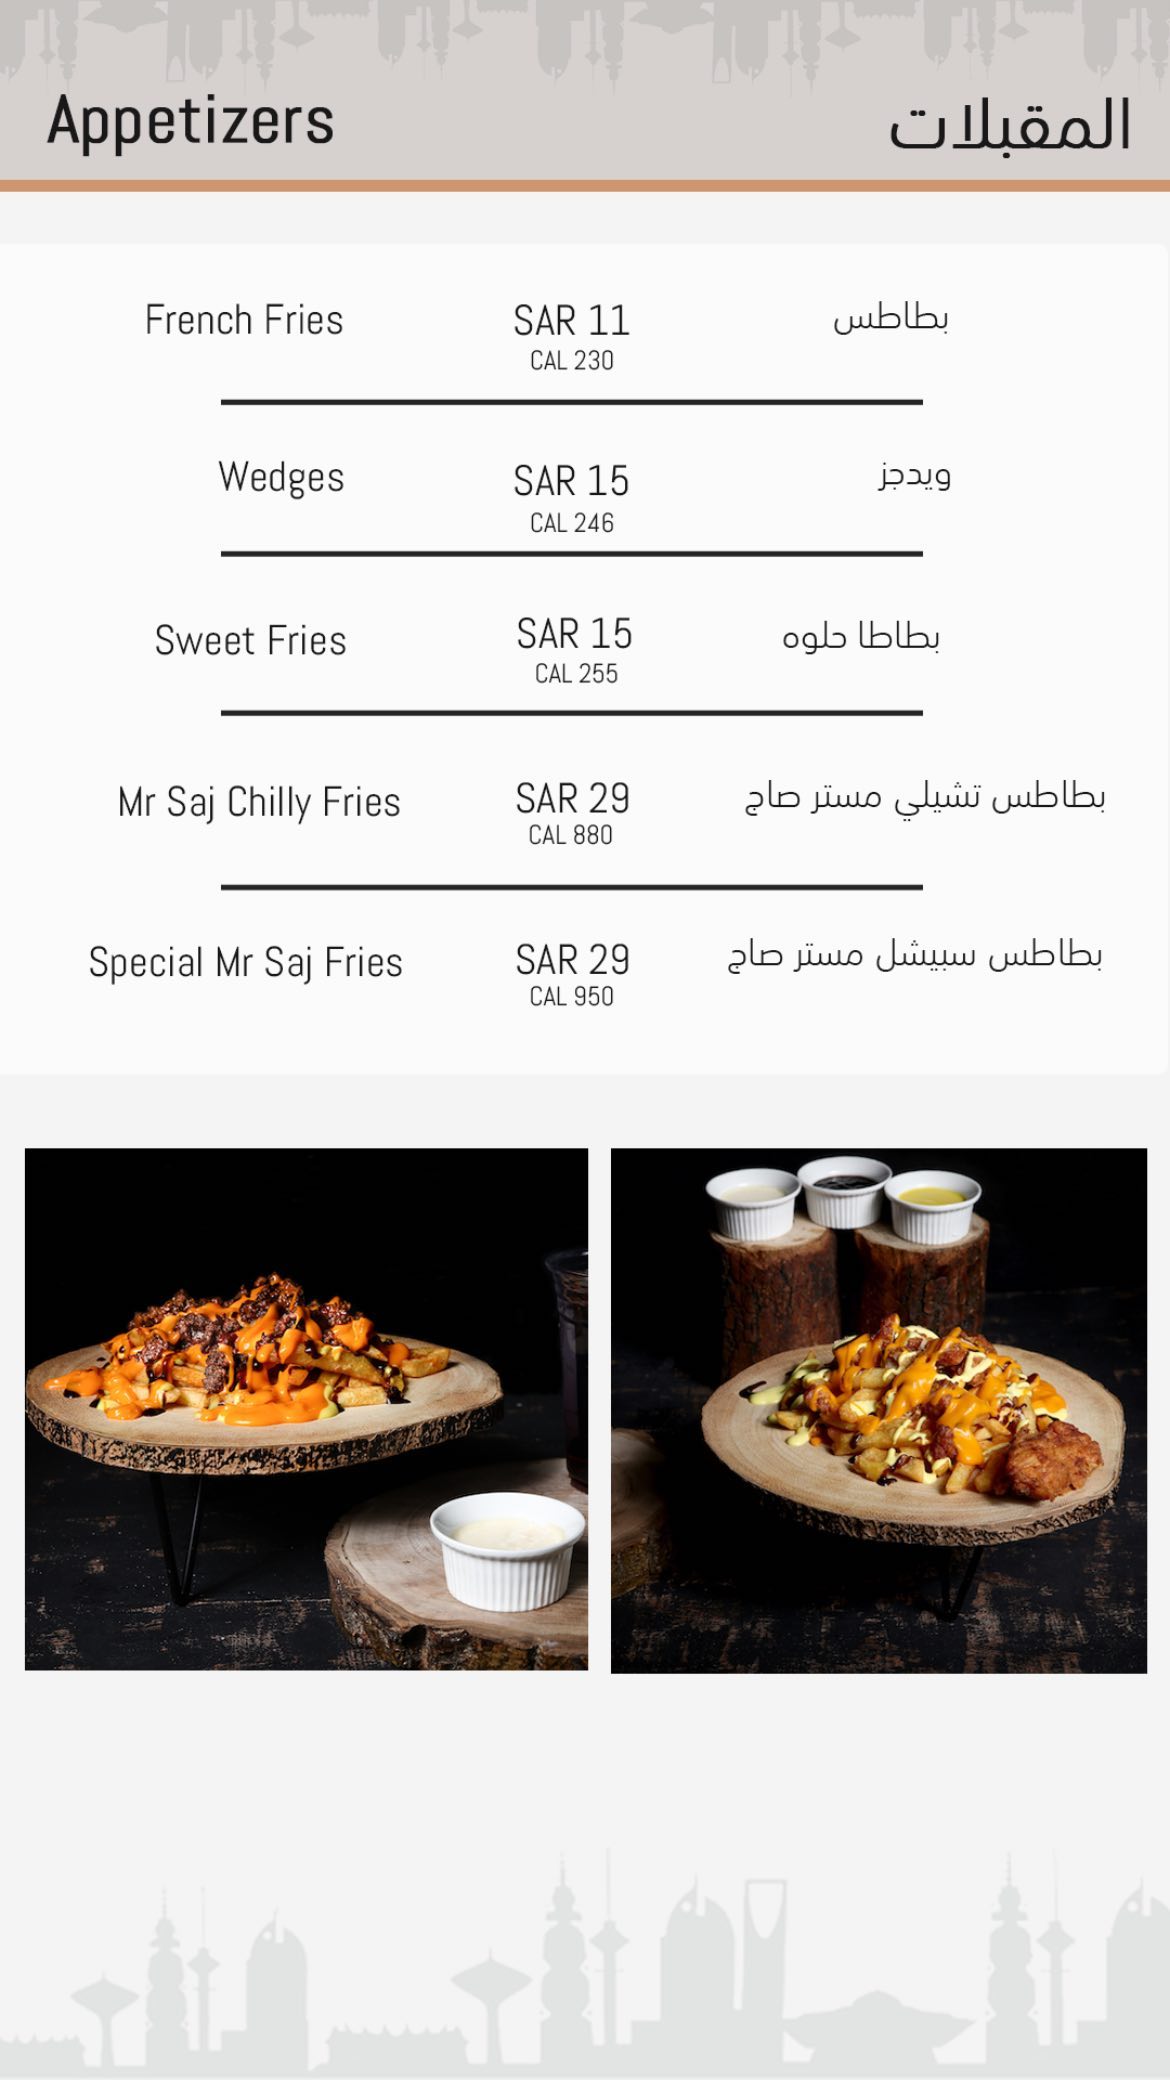 Appetizers المقبلات
French Fries SAR 11 بطاطس
CAL 230
Wedges SAR 15 ويدجز
CAL 246
Sweet Fries SAR 15 بطاطا حلوه
CAL 255
Mr Saj Chilly Fries SAR 29 بطاطس تشيلي مستر صاج
CAL 880
Special Mr Saj Fries SAR 29 بطاطس سبيشل مستر صاج
CAL 950